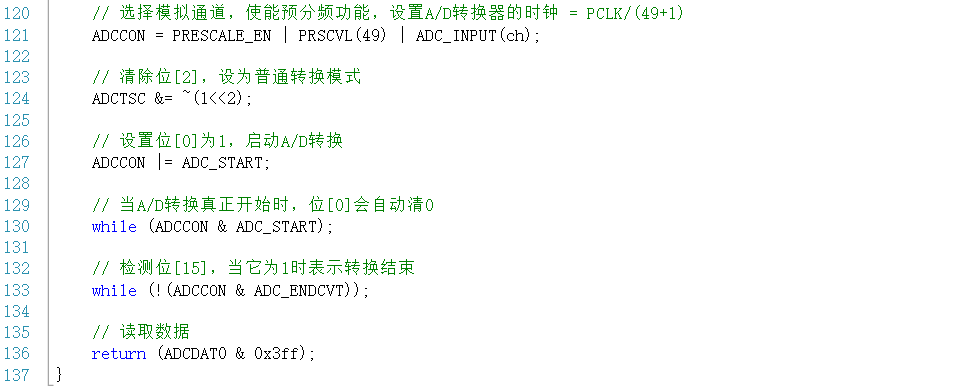 120 // 选择模拟通道，使能预分频功能，设置A/D转换器的时钟 = PCLK/(49+1)
121 ADCCON = PRESCALE_EN | PRSCVL(49) | ADC_INPUT(ch);
122
123 // 清除位[2]，设为普通转换模式
124 ADCTSC &= ~(1<<2);
125
126 // 设置位[0]为1，启动A/D转换
127 ADCCON |= ADC_START;
128
129 // 当A/D转换真正开始时，位[0]会自动清0
130 while (ADCCON & ADC_START);
131
132 // 检测位[15]，当它为1时表示转换结束
133 while (!(ADCCON & ADC_ENDCVT));
134
135 // 读取数据
136 return (ADCDAT0 & 0x3ff);
137 }